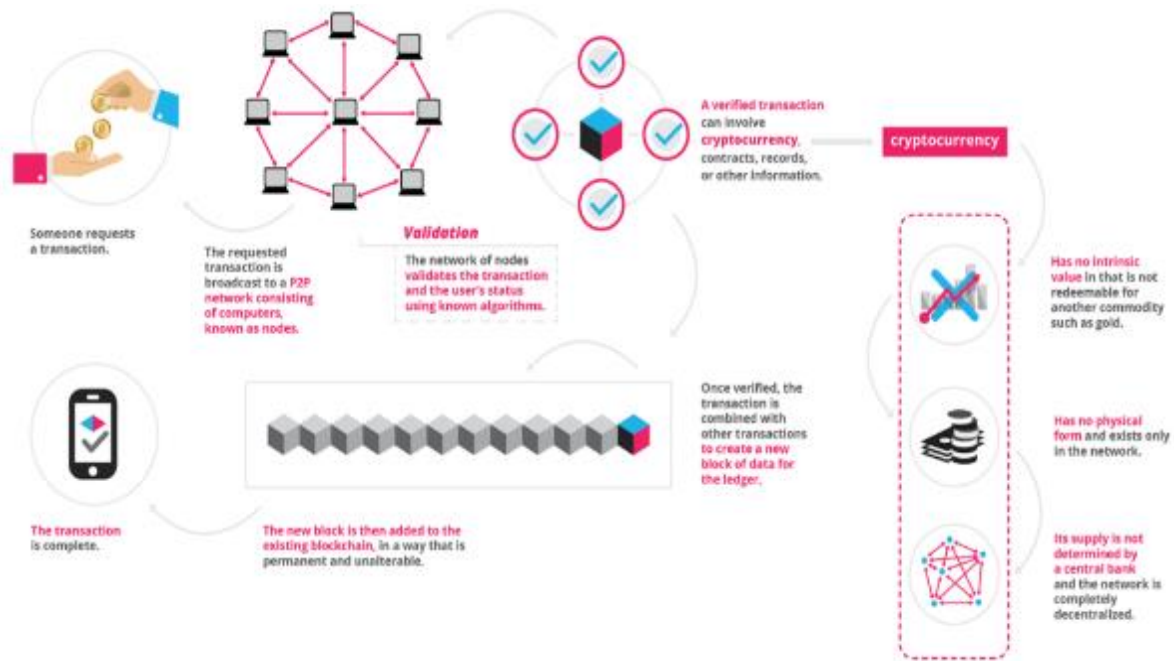 Someone requests
a transaction.
The requested
transaction is
broadcast to a P2P
network consisting
of computers,
known as nodes.
Validation
The network of nodes
validates the transaction
and the user's status
using known algorithms.
A verified transaction
can involve
cryptocurrency,
contracts, records,
or other information.
cryptocurrency
Has no intrinsic
value in that is not
redeemable for
another commodity
such as gold.
Has no physical
form and exists only
in the network.
Its supply is not
determined by
a central bank
and the network is
completely
decentralized.
Once verified, the
transaction is
combined with
other transactions
to create a new
block of data for
the ledger.
The new block is then added to the
existing blockchain, in a way that is
permanent and unalterable.
The transaction
is complete.